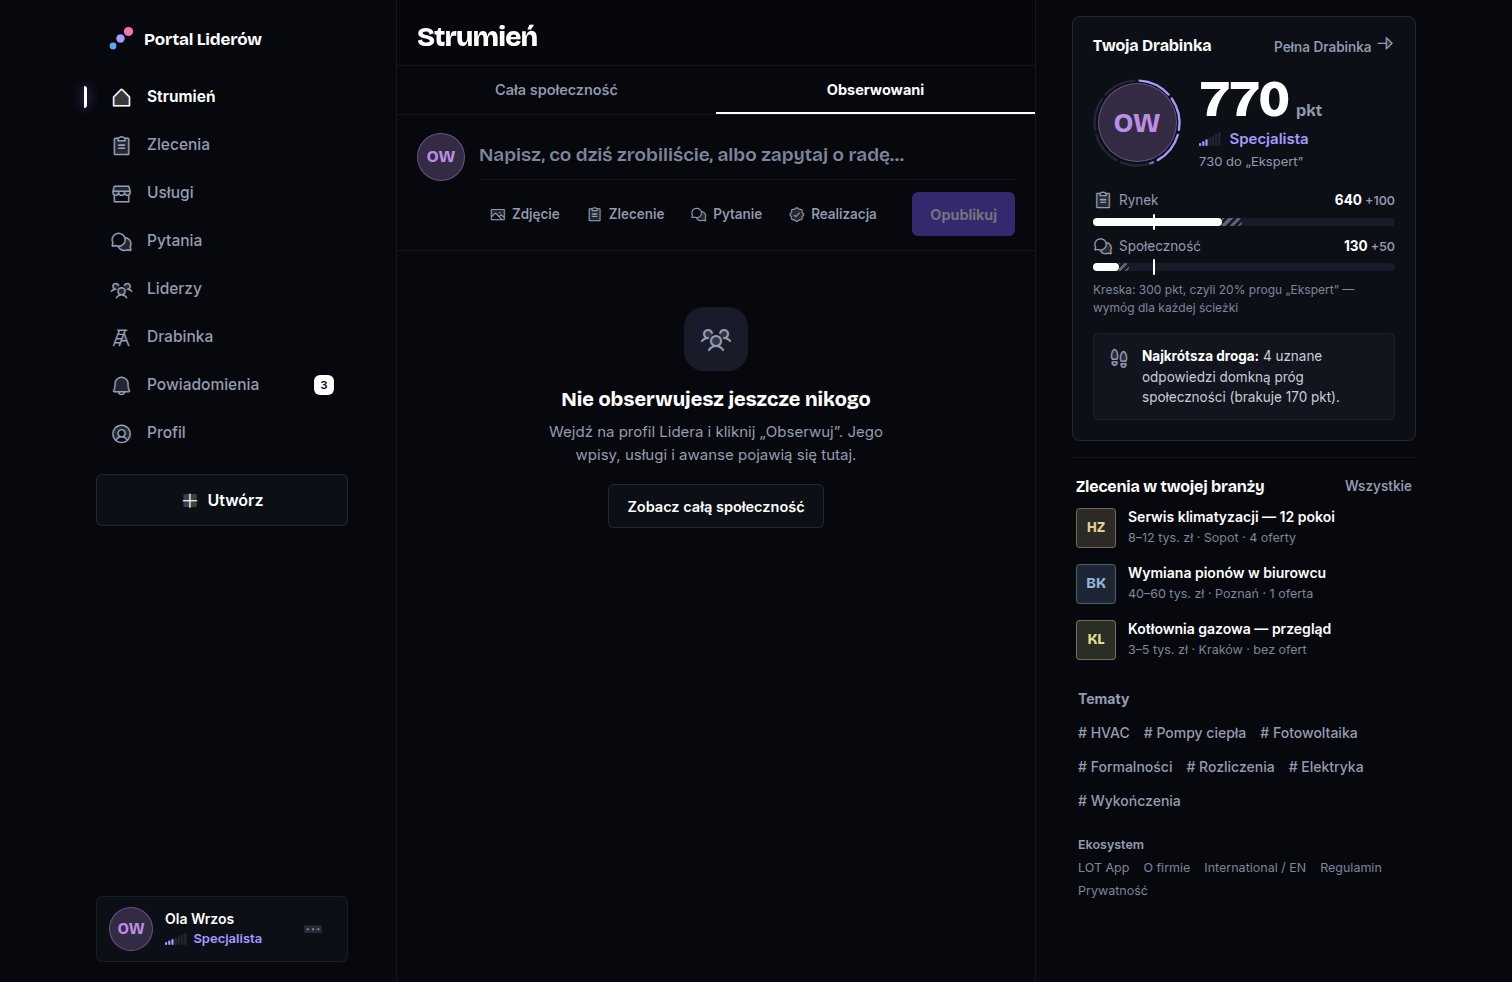 Portal Liderów
Strumień
Zlecenia
Usługi
Pytania
Liderzy
Drabinka
Powiadomienia 3
Profil
Utwórz
OW
Ola Wrzos
Specjalista
Strumień
Cała społeczność Obserwowani
OW
Napisz, co dziś zrobiliście, albo zapytaj o radę...
Zdjęcie Zlecenie Pytanie Realizacja Opublikuj
Nie obserwujesz jeszcze nikogo
Wejdź na profil Lidera i kliknij „Obserwuj”. Jego
wpisy, usługi i awanse pojawią się tutaj.
Zobacz całą społeczność
Twoja Drabinka Pełna Drabinka
OW
770 pkt
Specjalista
730 do „Ekspert”
Rynek 640 +100
Społeczność 130 +50
Kreska: 300 pkt, czyli 20% progu „Ekspert” —
wymóg dla każdej ścieżki
Najkrótsza droga: 4 uznane
odpowiedzi domkną próg
społeczności (brakuje 170 pkt).
Zlecenia w twojej branży Wszystkie
HZ
Serwis klimatyzacji — 12 pokoi
8–12 tys. zł · Sopot · 4 oferty
BK
Wymiana pionów w biurowcu
40–60 tys. zł · Poznań · 1 oferta
KL
Kotłownia gazowa — przegląd
3–5 tys. zł · Kraków · bez ofert
Tematy
# HVAC # Pompy ciepła # Fotowoltaika
# Formalności # Rozliczenia # Elektryka
# Wykończenia
Ekosystem
LOT App O firmie International / EN Regulamin
Prywatność